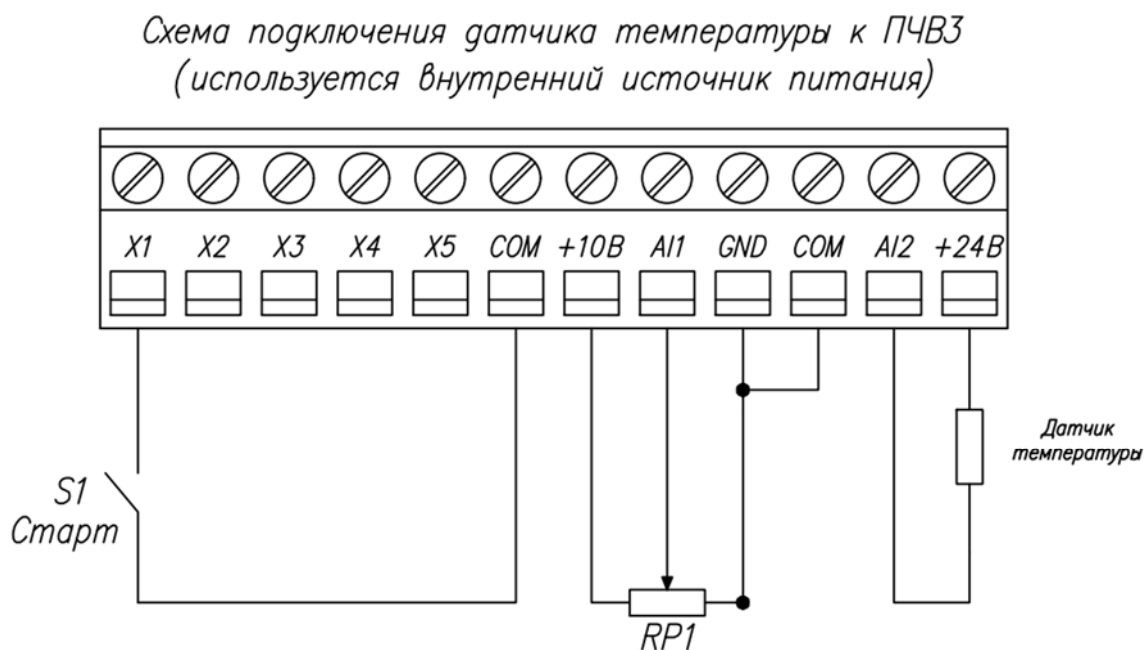 Схема подключения датчика температуры к ПЧВ3
(используется внутренний источник питания)
X1 X2 X3 X4 X5 COM +10В AI1 GND COM AI2 +24В
Датчик
температуры
S1
Старт
RP1